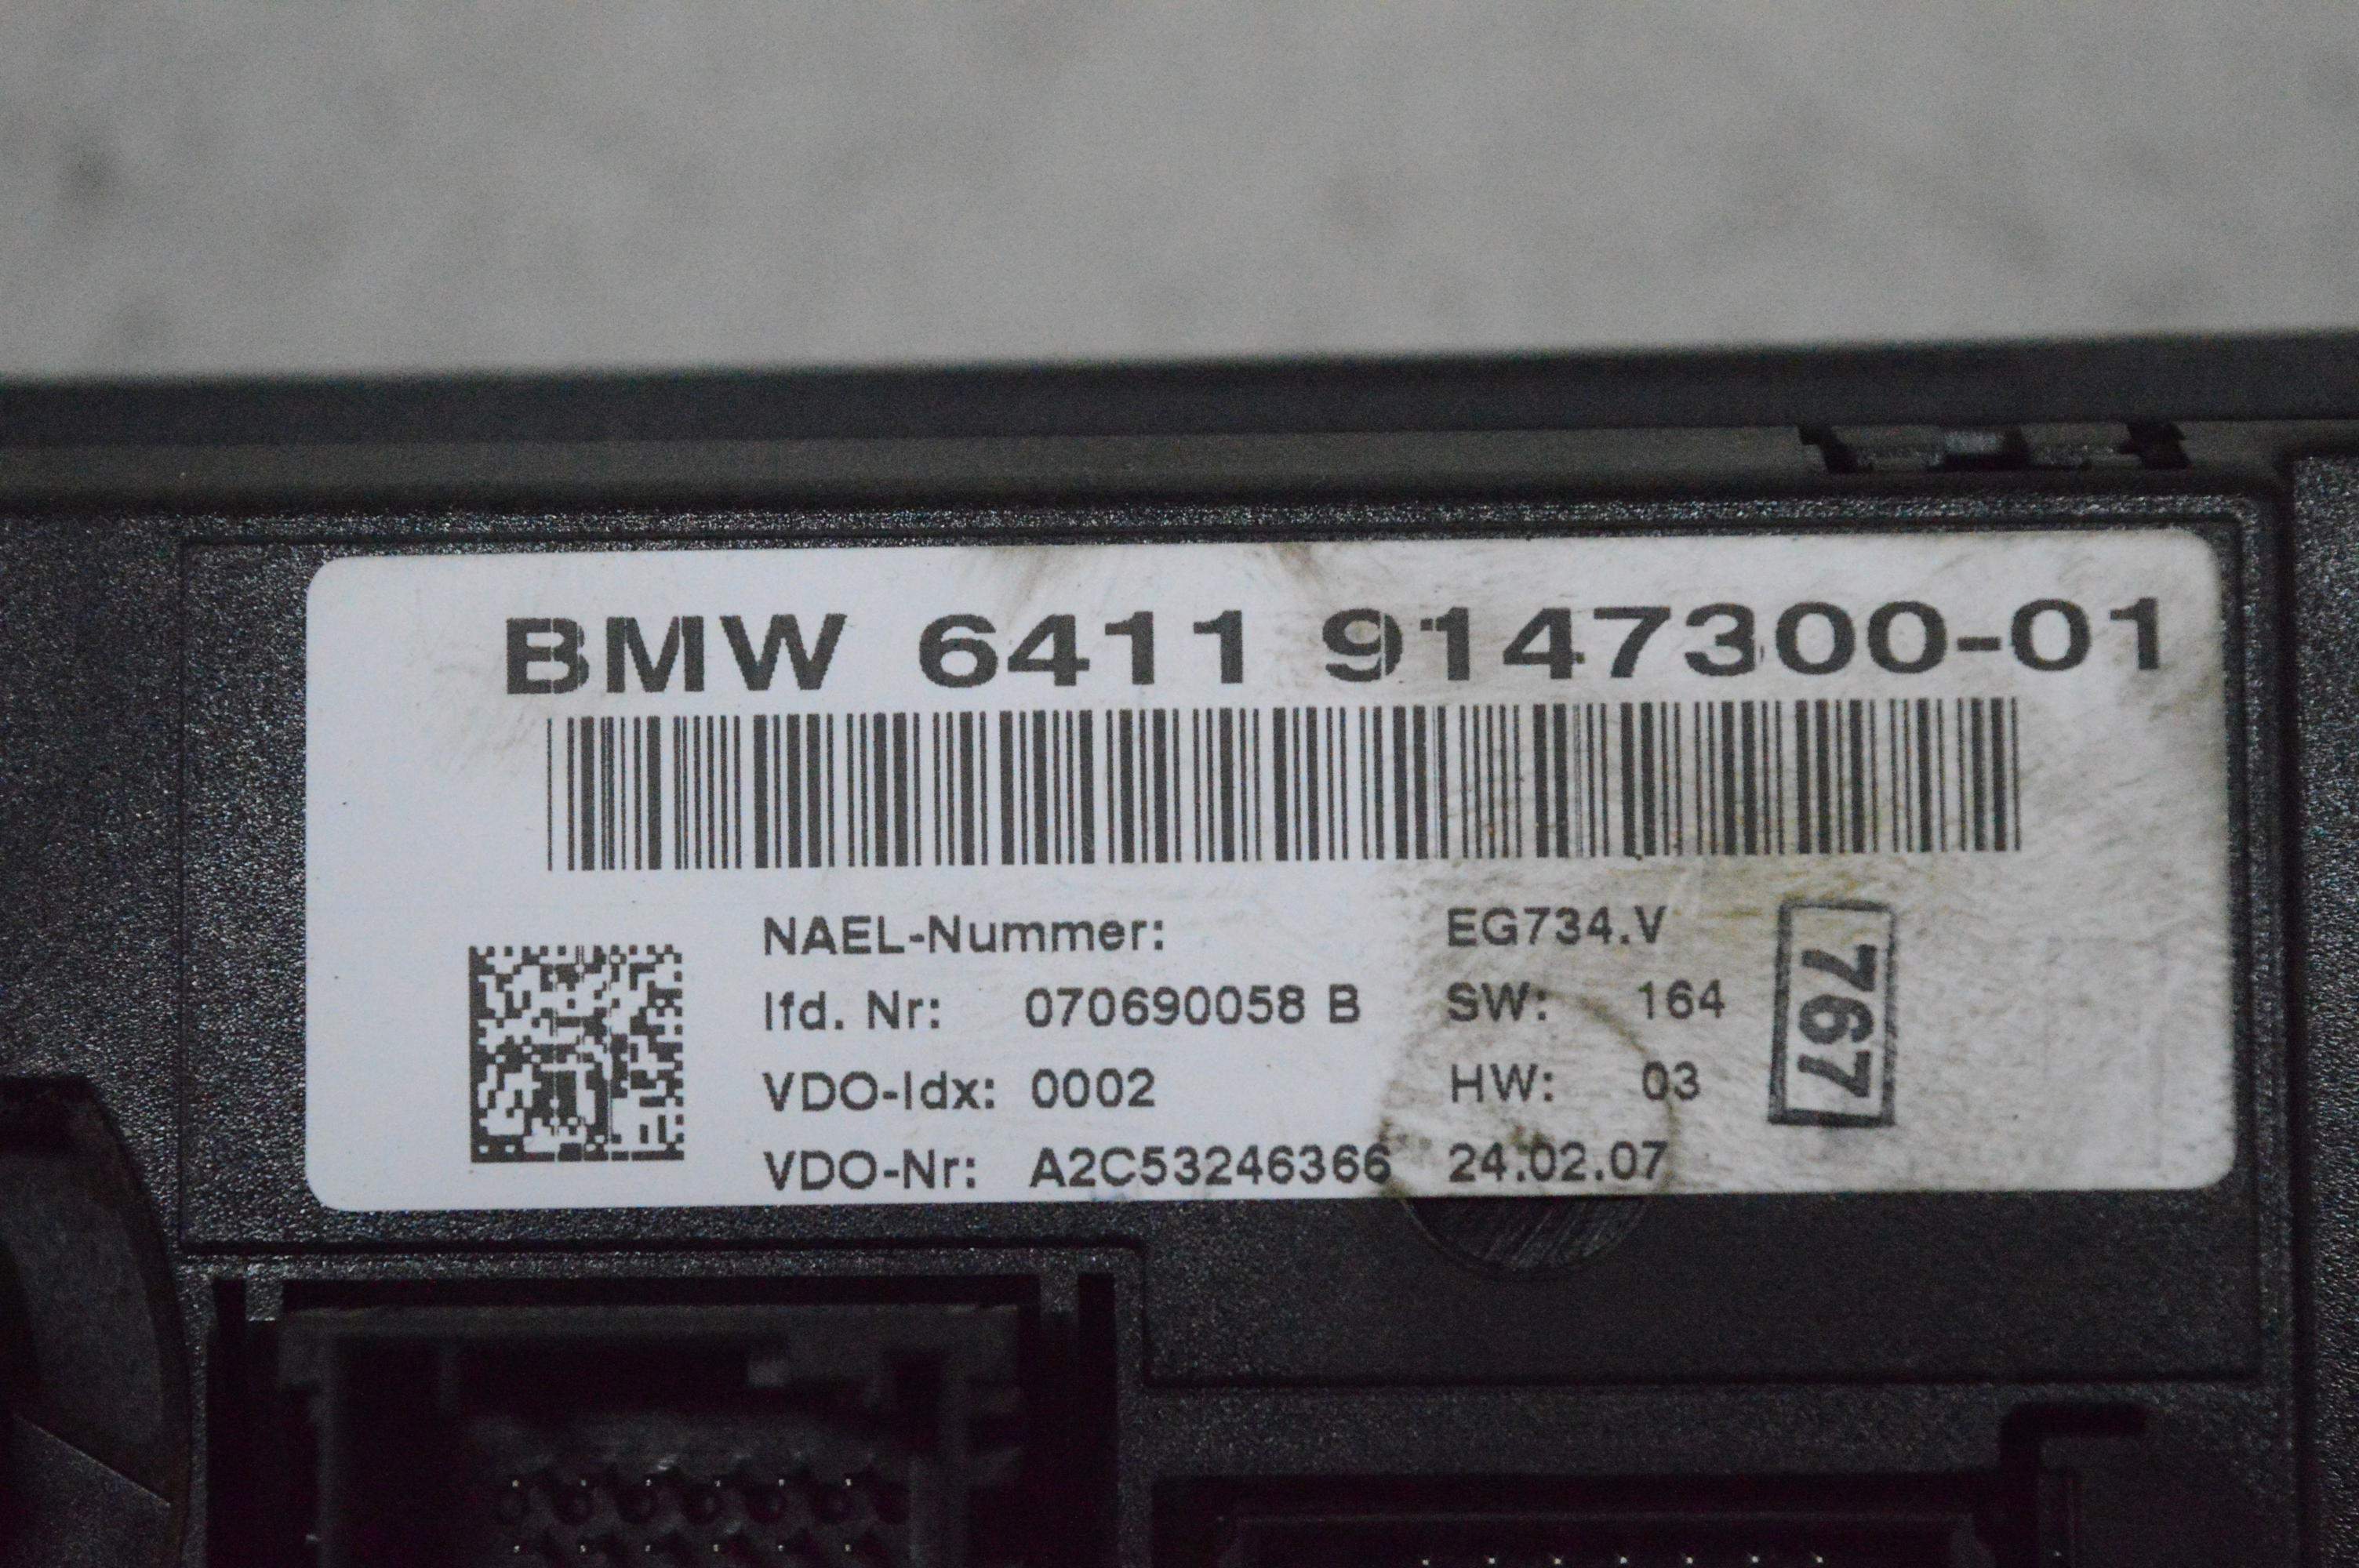 BMW 6411 9147300-01
NAEL-Nummer: EG734.V
lfd. Nr: 070690058 B SW: 164
VDO-Idx: 0002 HW: 03
VDO-Nr: A2C53246366 24.02.07
767